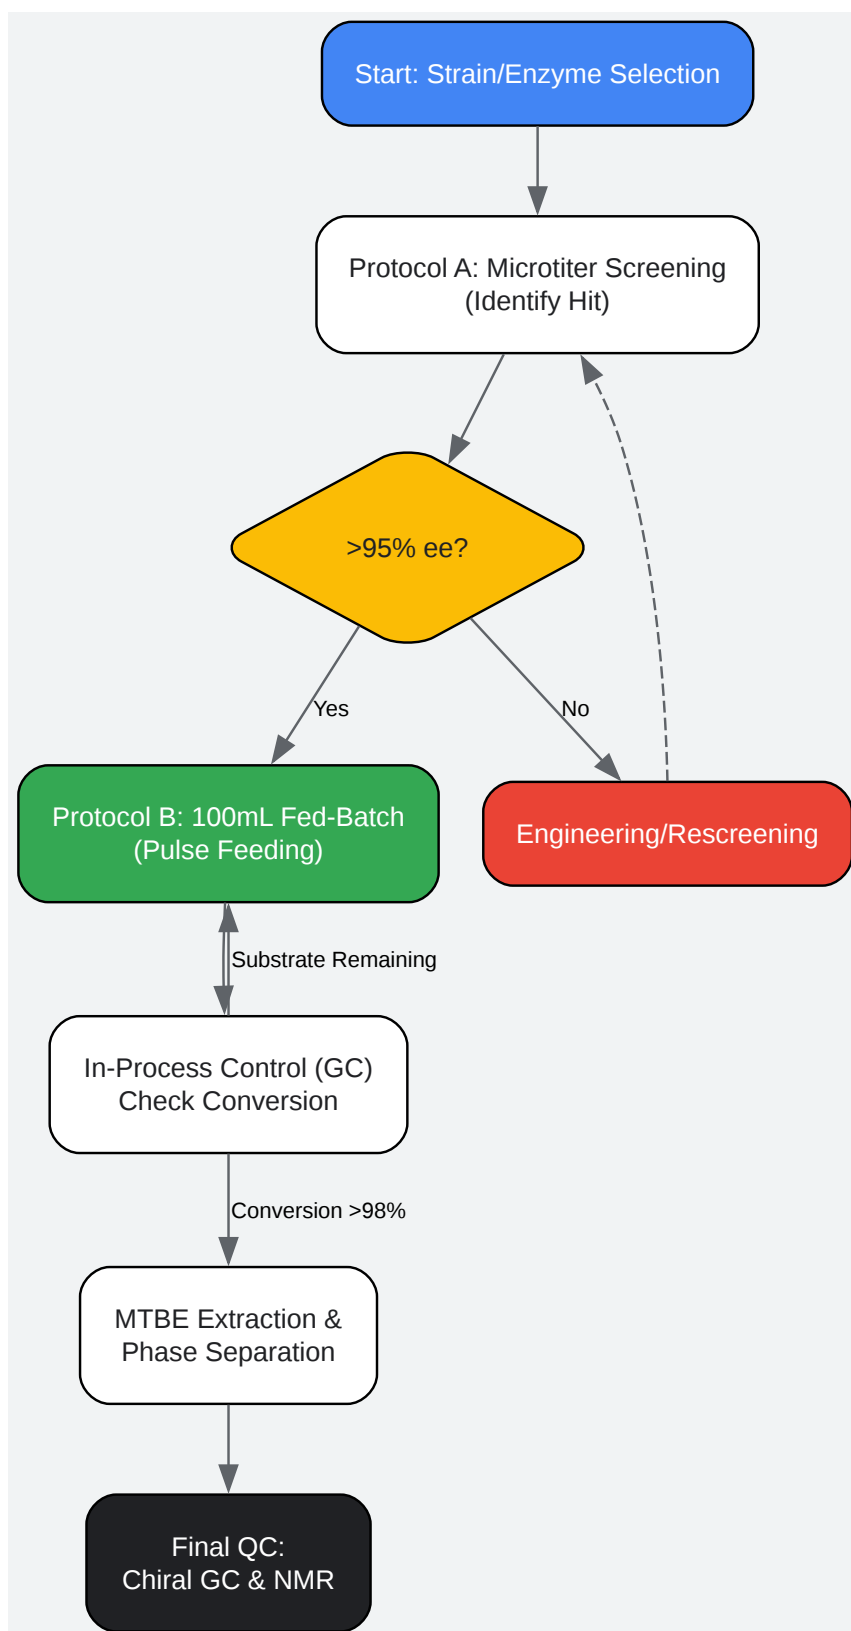 Start: Strain/Enzyme Selection
Protocol A: Microtiter Screening
(Identify Hit)
>95% ee?
Yes
No
Protocol B: 100mL Fed-Batch
(Pulse Feeding)
Engineering/Rescreening
Substrate Remaining
In-Process Control (GC)
Check Conversion
Conversion >98%
MTBE Extraction &
Phase Separation
Final QC:
Chiral GC & NMR